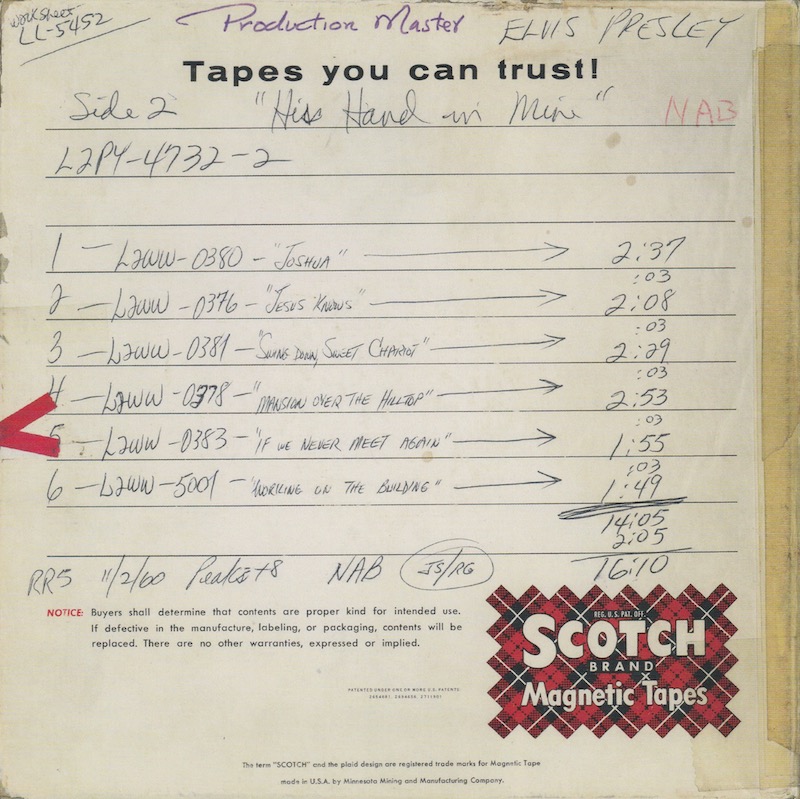 Worksheet
LL-5452
Production Master
ELVIS PRESLEY
Tapes you can trust!
Side 2 "His Hand in Mine" NAB
L2PY-4732-2
1 — L2WW-0380 - "JOSHUA" → 2:37
:03
2 — L2WW-0376 - "JESUS KNOWS" → 2:08
:03
3 — L2WW-0381 - "SWING DOWN, SWEET CHARIOT" → 2:29
:03
4 — L2WW-0378 - "MANSION OVER THE HILLTOP" → 2:53
:03
5 — L2WW-0383 - "IF WE NEVER MEET AGAIN" → 1:55
:03
6 — L2WW-5001 - "WORKING ON THE BUILDING" → 1:49
14:05
2:05
16:10
RR5 11/2/60 Peaks +8 NAB JS/RG
NOTICE: Buyers shall determine that contents are proper kind for intended use.
If defective in the manufacture, labeling, or packaging, contents will be
replaced. There are no other warranties, expressed or implied.
REG. U.S. PAT. OFF.
SCOTCH
BRAND
Magnetic Tapes
PATENTED UNDER ONE OR MORE U.S. PATENTS
The term "SCOTCH" and the plaid design are registered trade marks for Magnetic Tape
made in U.S.A. by Minnesota Mining and Manufacturing Company.